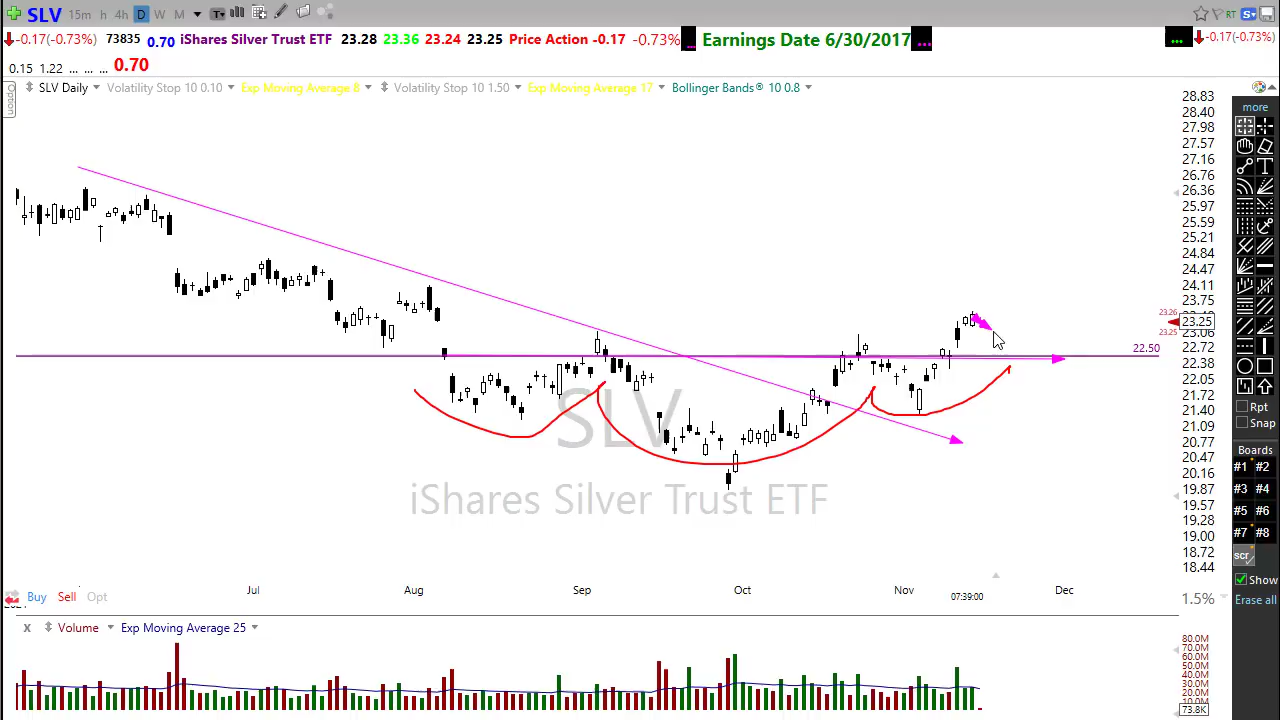 SLV 15m h 4h D W M T RT S
-0.17(-0.73%) 73835 0.70 iShares Silver Trust ETF 23.28 23.36 23.24 23.25 Price Action -0.17 -0.73% ... Earnings Date 6/30/2017 ... ... -0.17(-0.73%)
0.15 1.22 ... ... 0.70
Option
SLV Daily Volatility Stop 10 0.10 Exp Moving Average 8 Volatility Stop 10 1.50 Exp Moving Average 17 Bollinger Bands® 10 0.8
28.83
28.40
27.98
27.57
27.16
26.76
26.36
25.97
25.59
25.21
24.84
24.47
24.11
23.75
23.26
23.25
23.25
23.06
22.50
22.72
22.38
22.05
21.72
21.40
21.09
20.77
20.47
20.16
19.87
19.57
19.28
19.00
18.72
18.44
SLV
iShares Silver Trust ETF
Jul Aug Sep Oct Nov 07:39:00 Dec
Buy Sell Opt 1.5%
X Volume Exp Moving Average 25
80.0M
70.0M
60.0M
50.0M
40.0M
30.0M
20.0M
10.0M
73.8K
more
T
Rpt
Snap
Boards
#1 #2
#3 #4
#5 #6
#7 #8
scr
Show
Erase all